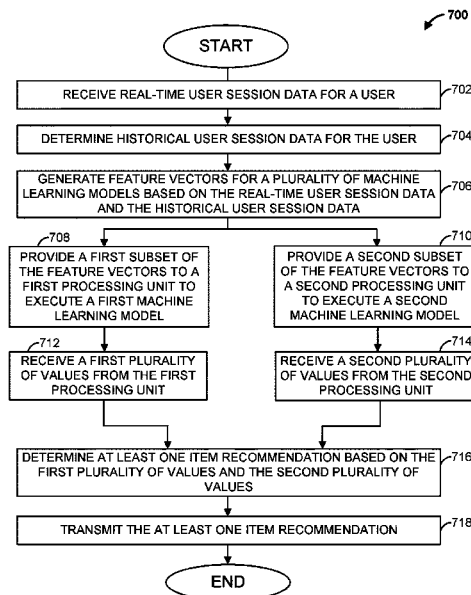 700
START
RECEIVE REAL-TIME USER SESSION DATA FOR A USER
702
DETERMINE HISTORICAL USER SESSION DATA FOR THE USER
704
GENERATE FEATURE VECTORS FOR A PLURALITY OF MACHINE
LEARNING MODELS BASED ON THE REAL-TIME USER SESSION DATA
AND THE HISTORICAL USER SESSION DATA
706
708
PROVIDE A FIRST SUBSET
OF THE FEATURE VECTORS TO A
FIRST PROCESSING UNIT TO
EXECUTE A FIRST MACHINE
LEARNING MODEL
710
PROVIDE A SECOND SUBSET
OF THE FEATURE VECTORS TO
A SECOND PROCESSING UNIT
TO EXECUTE A SECOND
MACHINE LEARNING MODEL
712
RECEIVE A FIRST PLURALITY
OF VALUES FROM THE FIRST
PROCESSING UNIT
714
RECEIVE A SECOND PLURALITY
OF VALUES FROM THE SECOND
PROCESSING UNIT
DETERMINE AT LEAST ONE ITEM RECOMMENDATION BASED ON THE
FIRST PLURALITY OF VALUES AND THE SECOND PLURALITY OF
VALUES
716
TRANSMIT THE AT LEAST ONE ITEM RECOMMENDATION
718
END